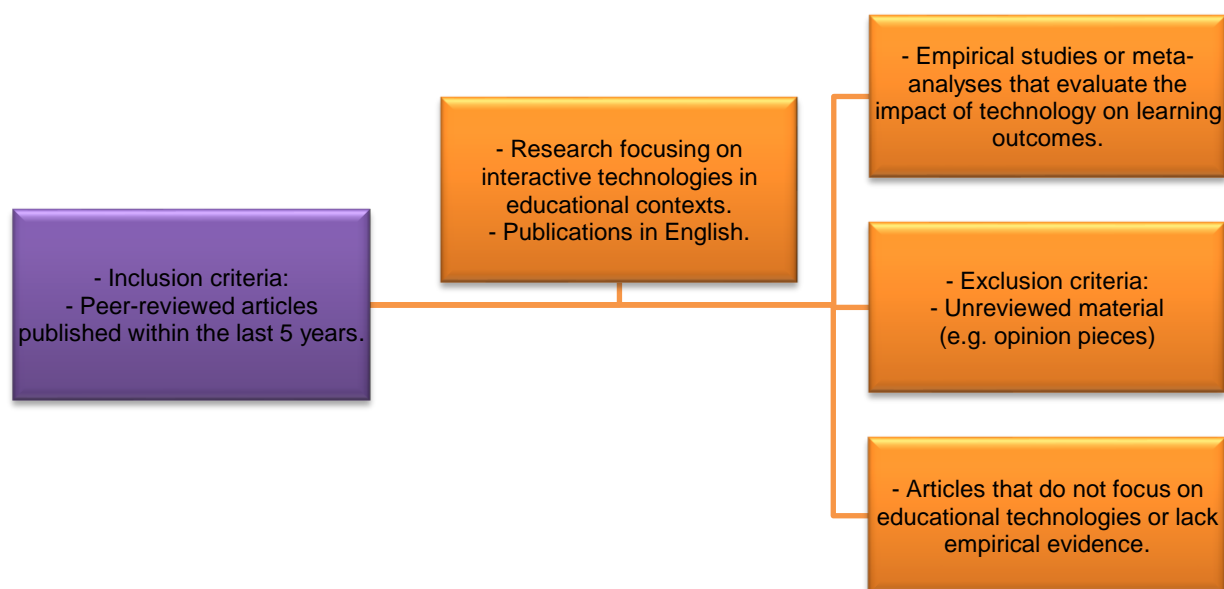 - Inclusion criteria:
- Peer-reviewed articles
published within the last 5 years.
- Research focusing on
interactive technologies in
educational contexts.
- Publications in English.
- Empirical studies or meta-
analyses that evaluate the
impact of technology on learning
outcomes.
- Exclusion criteria:
- Unreviewed material
(e.g. opinion pieces)
- Articles that do not focus on
educational technologies or lack
empirical evidence.